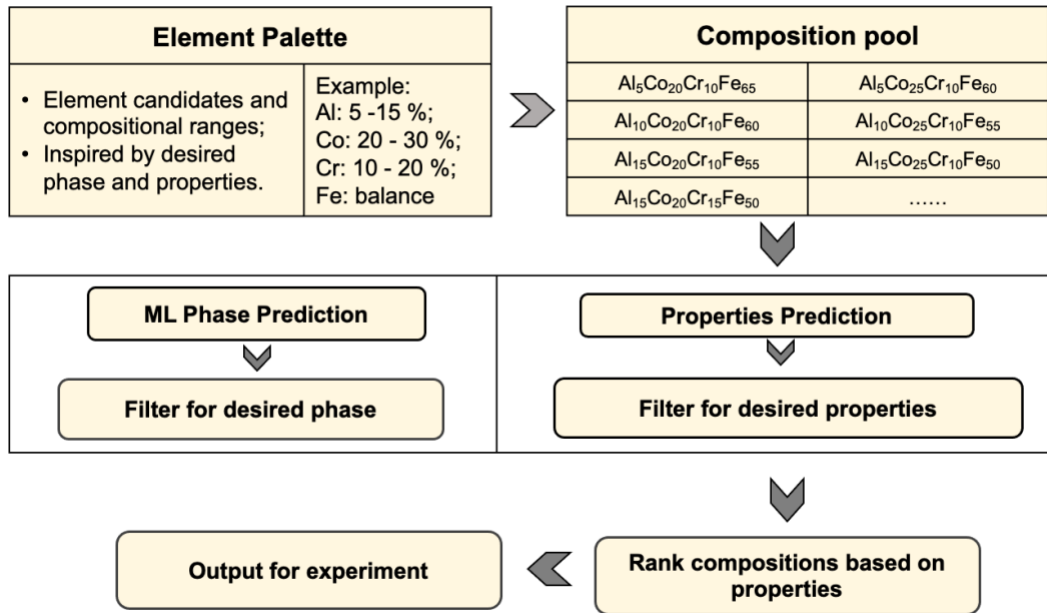 Element Palette
• Element candidates and
compositional ranges;
• Inspired by desired
phase and properties.
Example:
Al: 5 -15 %;
Co: 20 - 30 %;
Cr: 10 - 20 %;
Fe: balance
Composition pool
Al₅Co₂₀Cr₁₀Fe₆₅
Al₅Co₂₅Cr₁₀Fe₆₀
Al₁₀Co₂₀Cr₁₀Fe₆₀
Al₁₀Co₂₅Cr₁₀Fe₅₅
Al₁₅Co₂₀Cr₁₀Fe₅₅
Al₁₅Co₂₅Cr₁₀Fe₅₀
Al₁₅Co₂₀Cr₁₅Fe₅₀
……
ML Phase Prediction
Filter for desired phase
Properties Prediction
Filter for desired properties
Rank compositions based on
properties
Output for experiment